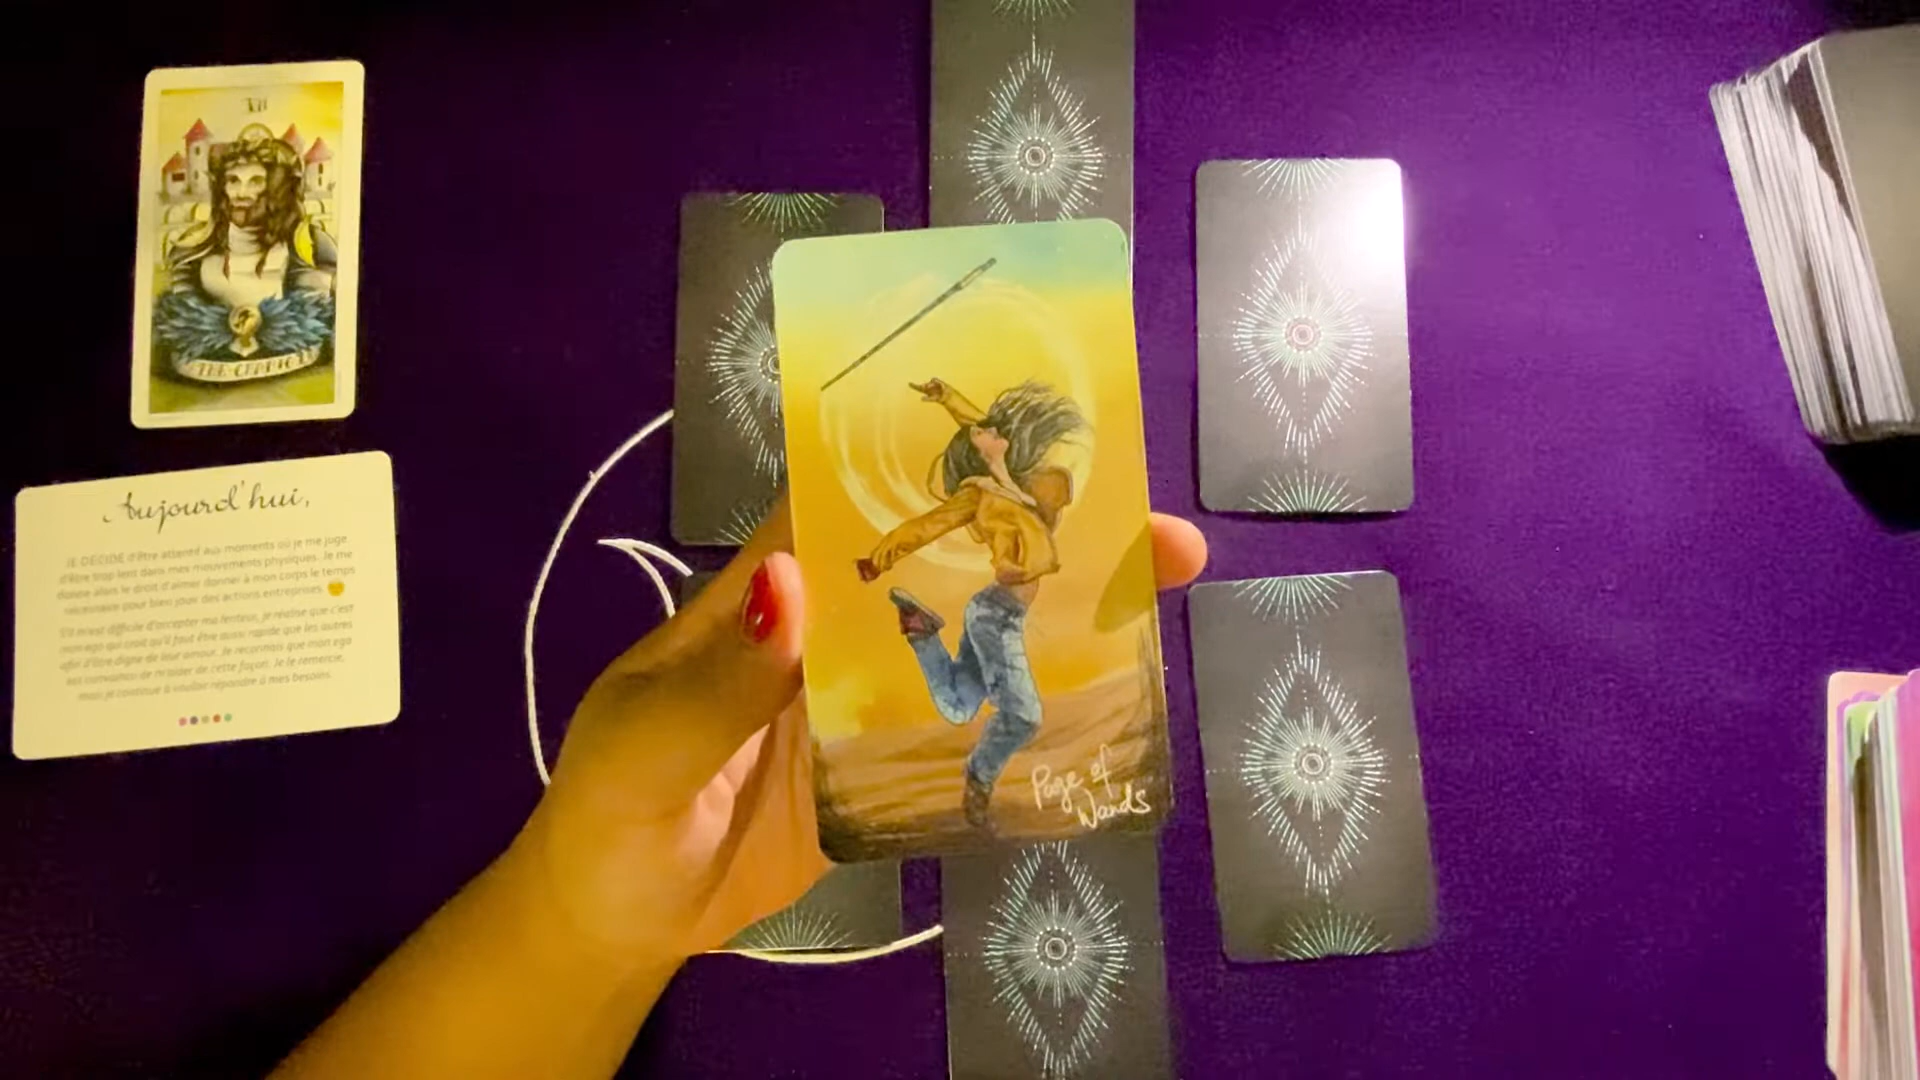 VII
THE CHARIOT
Aujourd'hui,
JE DÉCIDE d'être attentif aux moments où je me juge
d'être trop lent dans mes mouvements physiques. Je me
donne alors le droit d'aimer donner à mon corps le temps
nécessaire pour bien jouir des actions entreprises.
S'il m'est difficile d'accepter ma lenteur, je réalise que c'est
mon ego qui croit qu'il faut être aussi rapide que les autres
afin d'être digne de leur amour. Je reconnais que mon ego
est convaincu de m'aider de cette façon. Je le remercie,
mais je continue à vouloir répondre à mes besoins.
Page of
Wands